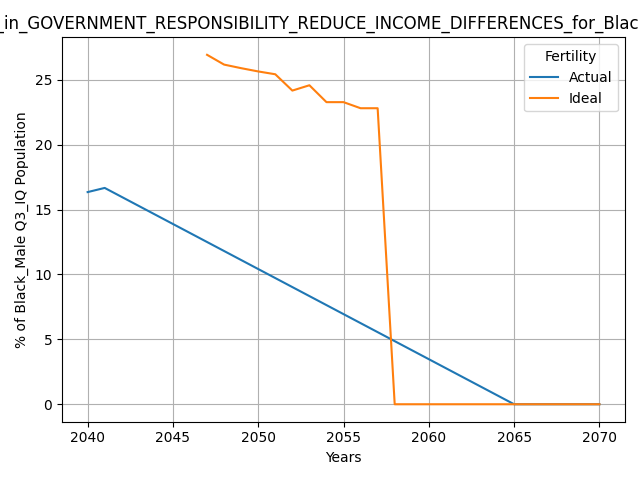 _in_GOVERNMENT_RESPONSIBILITY_REDUCE_INCOME_DIFFERENCES_for_Blac
Fertility
Actual
Ideal
% of Black_Male Q3_IQ Population
25
20
15
10
5
0
2040 2045 2050 2055 2060 2065 2070
Years